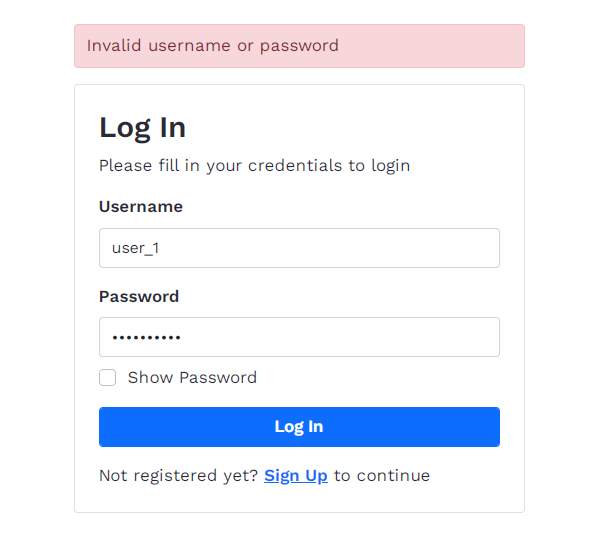 Invalid username or password
Log In
Please fill in your credentials to login
Username
user_1
Password
••••••••••
Show Password
Log In
Not registered yet? Sign Up to continue